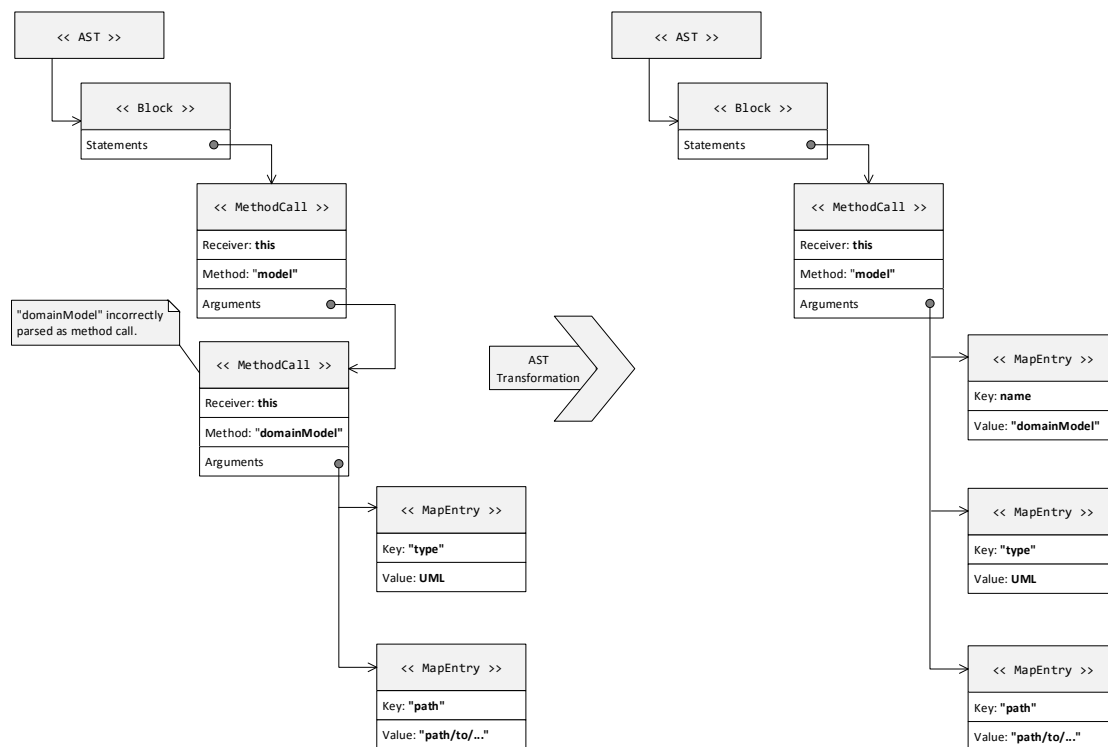 << AST >>
<< Block >>
Statements
<< MethodCall >>
Receiver: this
Method: "model"
Arguments
"domainModel" incorrectly
parsed as method call.
<< MethodCall >>
Receiver: this
Method: "domainModel"
Arguments
<< MapEntry >>
Key: "type"
Value: UML
<< MapEntry >>
Key: "path"
Value: "path/to/..."
AST
Transformation
<< AST >>
<< Block >>
Statements
<< MethodCall >>
Receiver: this
Method: "model"
Arguments
<< MapEntry >>
Key: name
Value: "domainModel"
<< MapEntry >>
Key: "type"
Value: UML
<< MapEntry >>
Key: "path"
Value: "path/to/..."